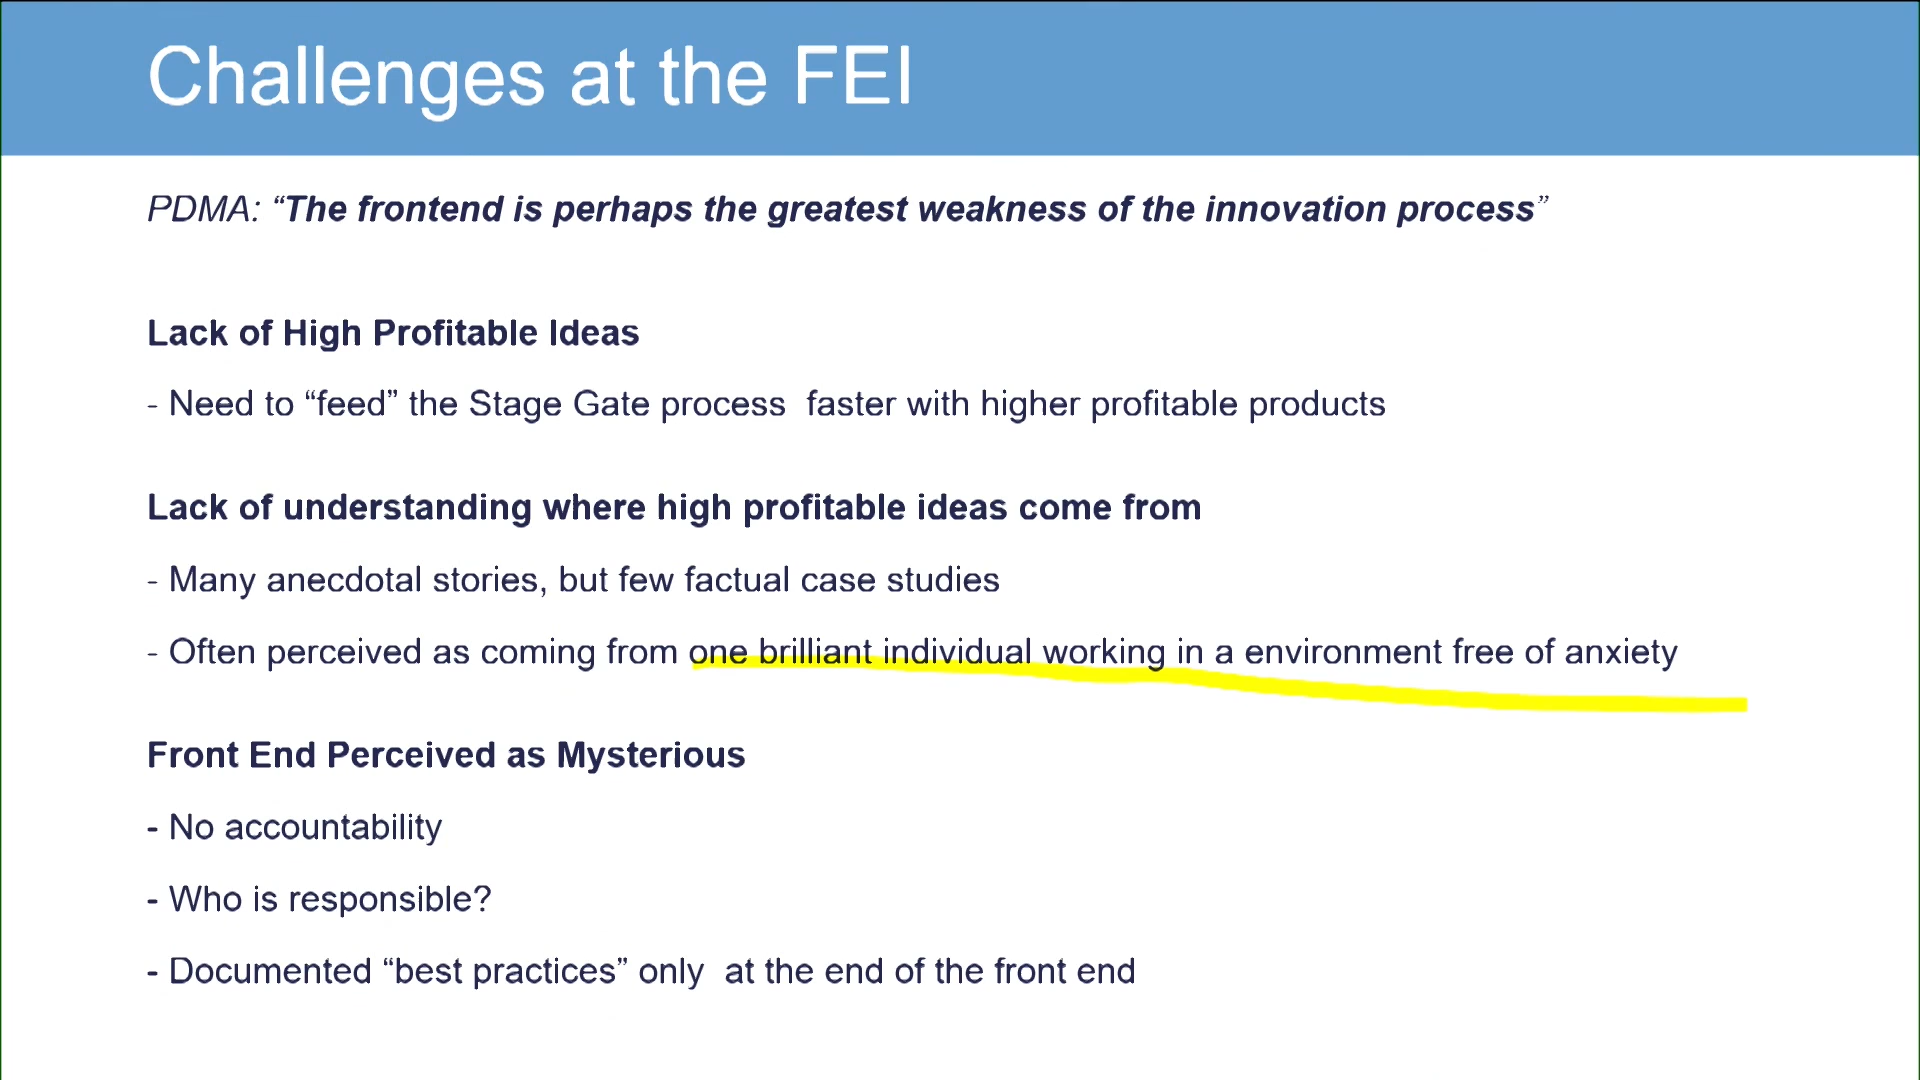 Challenges at the FEI
PDMA: “The frontend is perhaps the greatest weakness of the innovation process”
Lack of High Profitable Ideas
- Need to “feed” the Stage Gate process  faster with higher profitable products
Lack of understanding where high profitable ideas come from
- Many anecdotal stories, but few factual case studies
- Often perceived as coming from one brilliant individual working in a environment free of anxiety
Front End Perceived as Mysterious
- No accountability
- Who is responsible?
- Documented “best practices” only  at the end of the front end